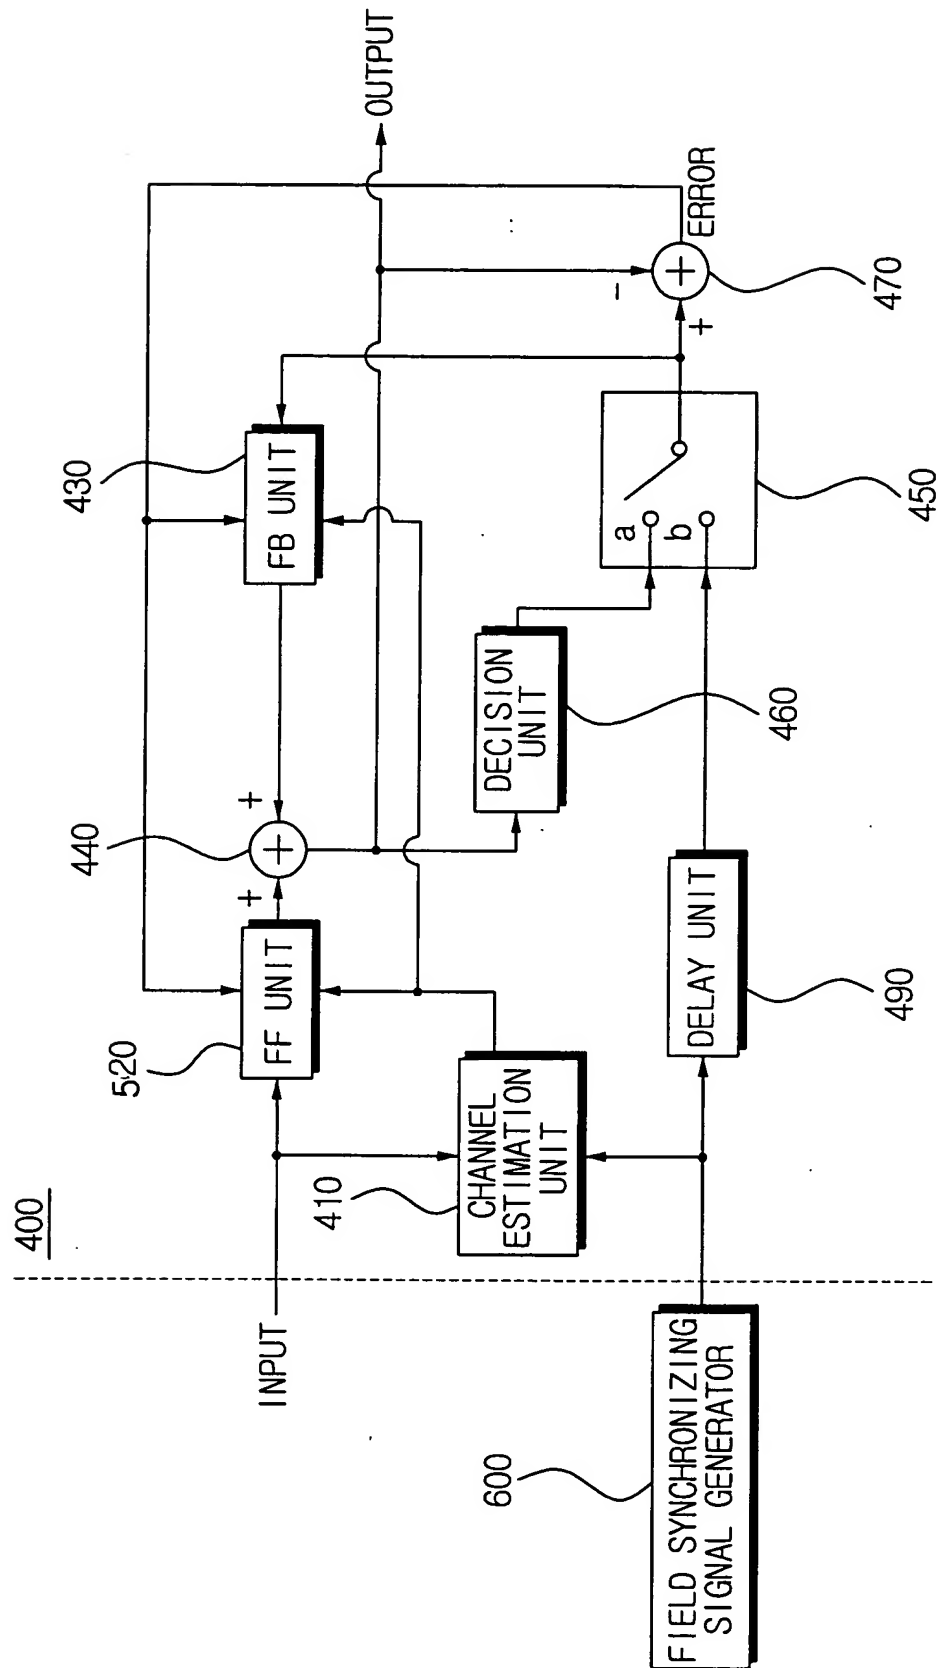 400
INPUT
520
FF UNIT
+
440
+
+
430
FB UNIT
OUTPUT
410
CHANNEL
ESTIMATION
UNIT
DECISION
UNIT
460
a
b
450
-
+
+
ERROR
470
600
FIELD SYNCHRONIZING
SIGNAL GENERATOR
DELAY UNIT
490